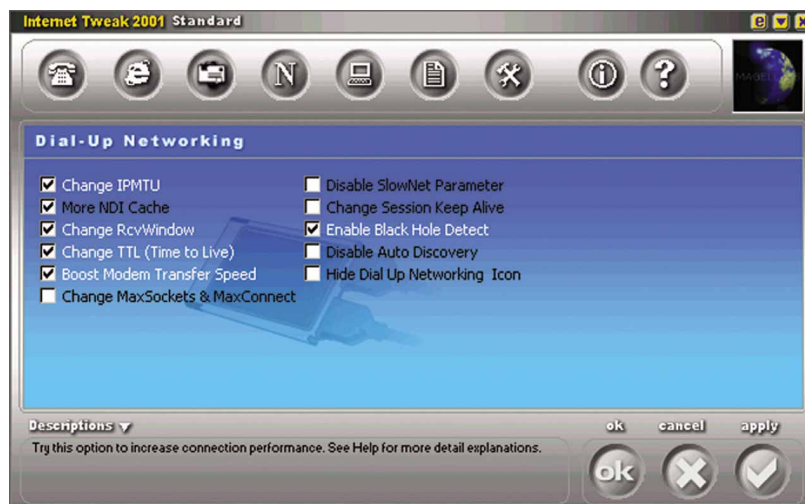 Internet Tweak 2001 Standard
N
MAGELL
Dial-Up Networking
Change IPMTU
More NDI Cache
Change RcvWindow
Change TTL (Time to Live)
Boost Modem Transfer Speed
Change MaxSockets & MaxConnect
Disable SlowNet Parameter
Change Session Keep Alive
Enable Black Hole Detect
Disable Auto Discovery
Hide Dial Up Networking Icon
Descriptions
Try this option to increase connection performance. See Help for more detail explanations.
ok cancel apply
ok